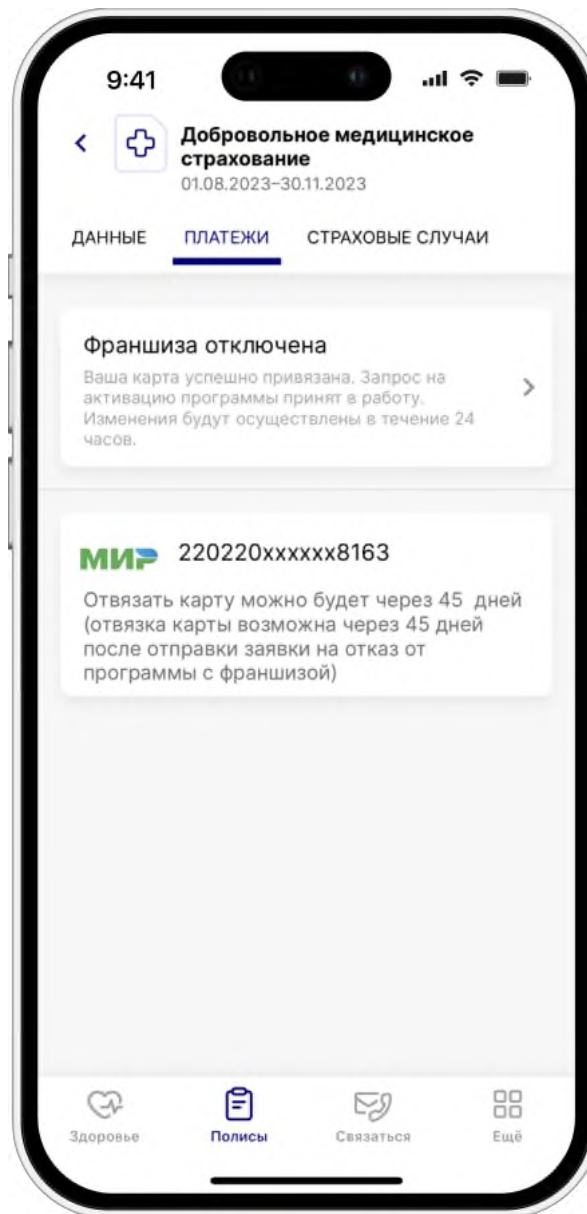 9:41
Добровольное медицинское
страхование
01.08.2023–30.11.2023
ДАННЫЕ ПЛАТЕЖИ СТРАХОВЫЕ СЛУЧАИ
Франшиза отключена
Ваша карта успешно привязана. Запрос на
активацию программы принят в работу.
Изменения будут осуществлены в течение 24
часов.
МИР 220220xxxxxx8163
Отвязать карту можно будет через 45 дней
(отвязка карты возможна через 45 дней
после отправки заявки на отказ от
программы с франшизой)
Здоровье Полисы Связаться Ещё